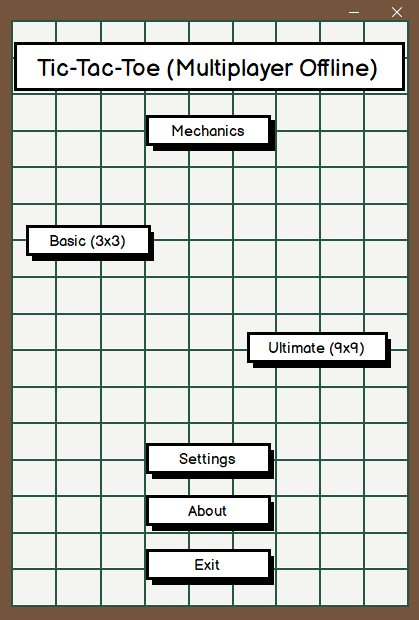 Tic-Tac-Toe (Multiplayer Offline)
Mechanics
Basic (3x3)
Ultimate (9x9)
Settings
About
Exit